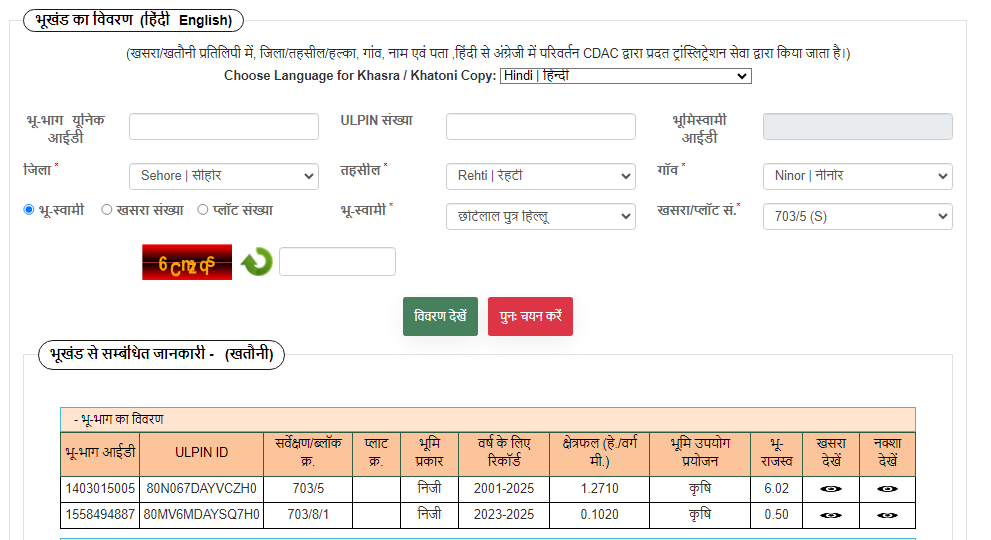 भूखंड का विवरण (हिंदी English)
(खसरा/खतौनी प्रतिलिपी में, जिला/तहसील/हल्का, गांव, नाम एवं पता ,हिंदी से अंग्रेजी में परिवर्तन CDAC द्वारा प्रदत ट्रांस्लिट्रेशन सेवा द्वारा किया जाता है।)
Choose Language for Khasra / Khatoni Copy: Hindi | हिन्दी
भू-भाग यूनिक आईडी
ULPIN संख्या
भूमिस्वामी आईडी
जिला * Sehore | सीहोर तहसील * Rehti | रेहटी गॉव * Ninor | नीनोर
भू-स्वामी खसरा संख्या प्लॉट संख्या भू-स्वामी * छोटेलाल पुत्र हिल्लू खसरा/प्लॉट सं.* 703/5 (S)
6Cmzqs
विवरण देखें पुनः चयन करें
भूखंड से सम्बंधित जानकारी - (खतौनी)
- भू-भाग का विवरण
भू-भाग आईडी ULPIN ID सर्वेक्षण/ब्लॉक क्र. प्लाट क्र. भूमि प्रकार वर्ष के लिए रिकॉर्ड क्षेत्रफल (हे./वर्ग मी.) भूमि उपयोग प्रयोजन भू-राजस्व खसरा देखें नक्शा देखें
1403015005 80N067DAYVCZH0 703/5 निजी 2001-2025 1.2710 कृषि 6.02
1558494887 80MV6MDAYSQ7H0 703/8/1 निजी 2023-2025 0.1020 कृषि 0.50